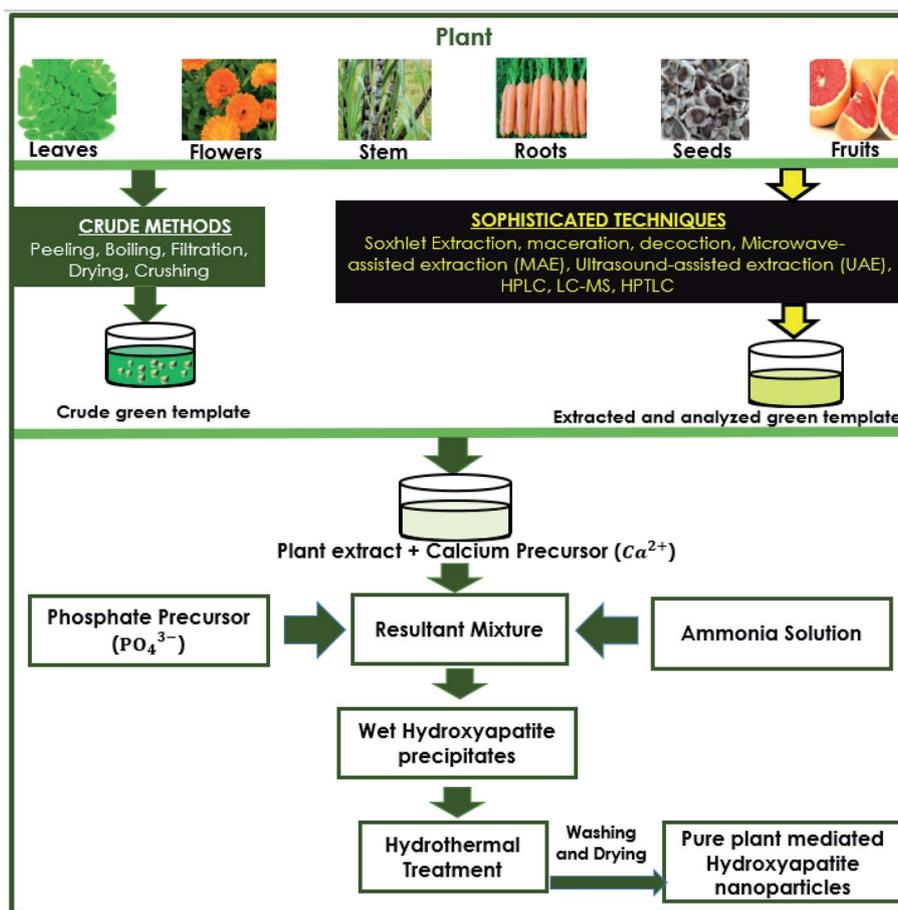 Plant
Leaves
Flowers
Stem
Roots
Seeds
Fruits
CRUDE METHODS
Peeling, Boiling, Filtration,
Drying, Crushing
SOPHISTICATED TECHNIQUES
Soxhlet Extraction, maceration, decoction, Microwave-
assisted extraction (MAE), Ultrasound-assisted extraction (UAE),
HPLC, LC-MS, HPTLC
Crude green template
Extracted and analyzed green template
Plant extract + Calcium Precursor (Ca²⁺)
Phosphate Precursor
(PO₄³⁻)
Resultant Mixture
Ammonia Solution
Wet Hydroxyapatite
precipitates
Hydrothermal
Treatment
Washing
and Drying
Pure plant mediated
Hydroxyapatite
nanoparticles